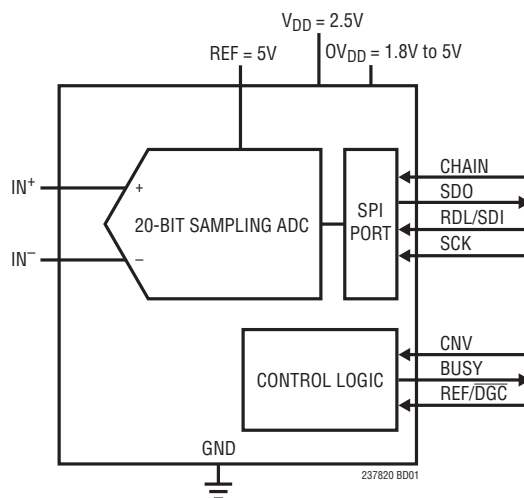 V_DD = 2.5V
REF = 5V
OV_DD = 1.8V to 5V
IN⁺
+
20-BIT SAMPLING ADC
IN⁻
–
SPI
PORT
CHAIN
SDO
RDL/SDI
SCK
CONTROL LOGIC
CNV
BUSY
REF/D̅G̅C̅
GND
237820 BD01